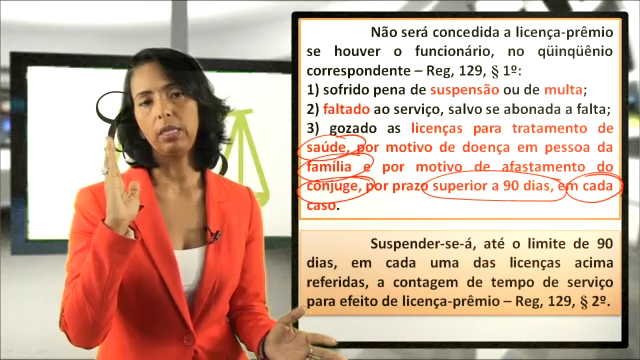 Não será concedida a licença-prêmio
se houver o funcionário, no qüinqüênio
correspondente – Reg, 129, § 1º:
1) sofrido pena de suspensão ou de multa;
2) faltado ao serviço, salvo se abonada a falta;
3) gozado as licenças para tratamento de
saúde, por motivo de doença em pessoa da
família e por motivo de afastamento do
cônjuge, por prazo superior a 90 dias, em cada
caso.
Suspender-se-á, até o limite de 90
dias, em cada uma das licenças acima
referidas, a contagem de tempo de serviço
para efeito de licença-prêmio – Reg, 129, § 2º.